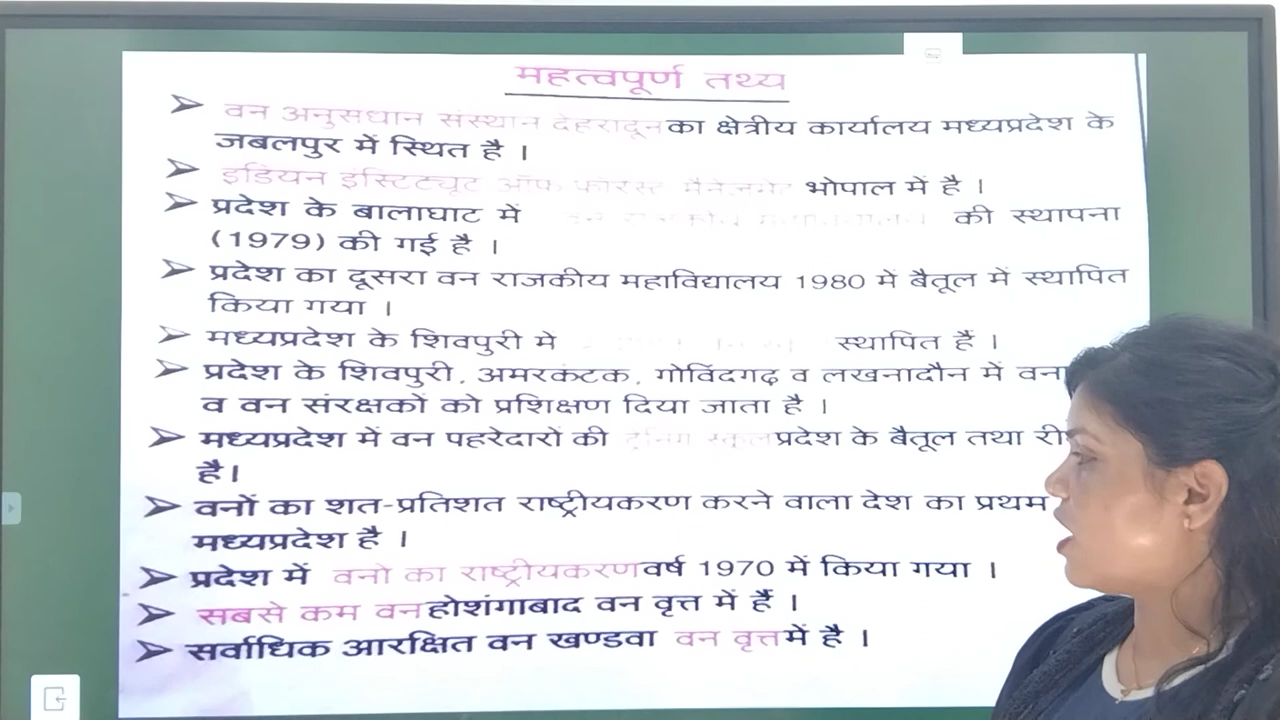 महत्वपूर्ण तथ्य
वन अनुसधान संस्थान देहरादून का क्षेत्रीय कार्यालय मध्यप्रदेश के
जबलपुर में स्थित है ।
इंडियन इस्टिट्यूट ऑफ फॉरेस्ट मैनेजमेंट भोपाल में है ।
प्रदेश के बालाघाट में की स्थापना
(1979) की गई है ।
प्रदेश का दूसरा वन राजकीय महाविद्यालय 1980 में बैतूल में स्थापित
किया गया ।
मध्यप्रदेश के शिवपुरी मे स्थापित हैं ।
प्रदेश के शिवपुरी, अमरकंटक, गोविंदगढ़ व लखनादौन में
व वन संरक्षकों को प्रशिक्षण दिया जाता है ।
मध्यप्रदेश में वन पहरेदारों की ट्रेनिंग स्कूल प्रदेश के बैतूल तथा
है।
वनों का शत-प्रतिशत राष्ट्रीयकरण करने वाला देश का प्रथम
मध्यप्रदेश है ।
प्रदेश में वनो का राष्ट्रीयकरण वर्ष 1970 में किया गया ।
सबसे कम वन होशंगाबाद वन वृत्त में हैं ।
सर्वाधिक आरक्षित वन खण्डवा वन वृत्त में है ।